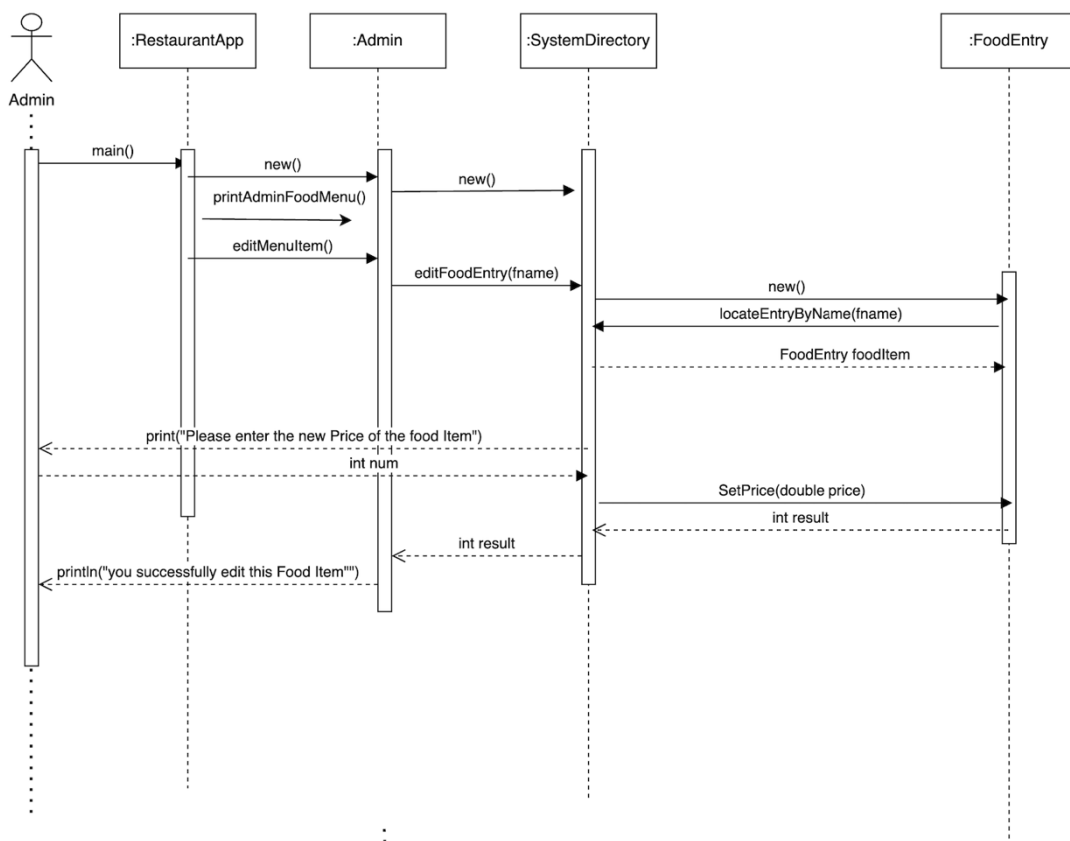 :RestaurantApp
:Admin
:SystemDirectory
:FoodEntry
Admin
main()
new()
new()
printAdminFoodMenu()
editMenuItem()
editFoodEntry(fname)
new()
locateEntryByName(fname)
FoodEntry foodItem
print("Please enter the new Price of the food Item")
int num
SetPrice(double price)
int result
int result
println("you successfully edit this Food Item"")